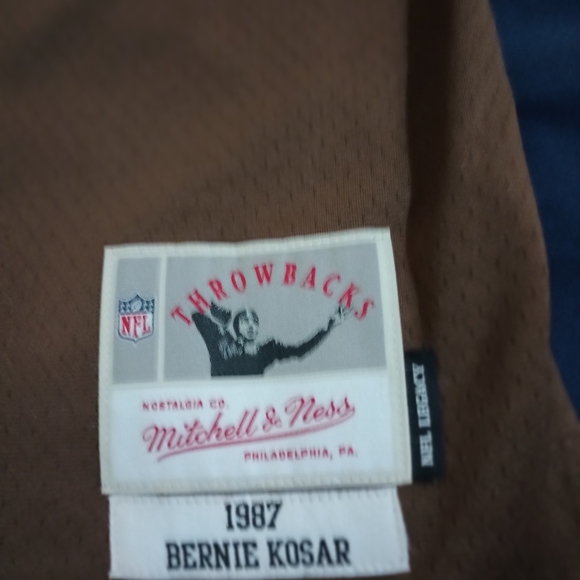 THROWBACKS
NFL
NOSTALGIA CO.
Mitchell & Ness
PHILADELPHIA, PA.
NFL LEGACY
1987
BERNIE KOSAR